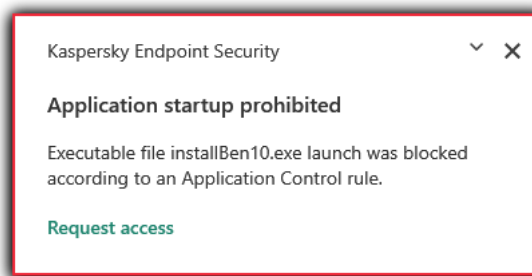 Kaspersky Endpoint Security
Application startup prohibited
Executable file installBen10.exe launch was blocked
according to an Application Control rule.
Request access